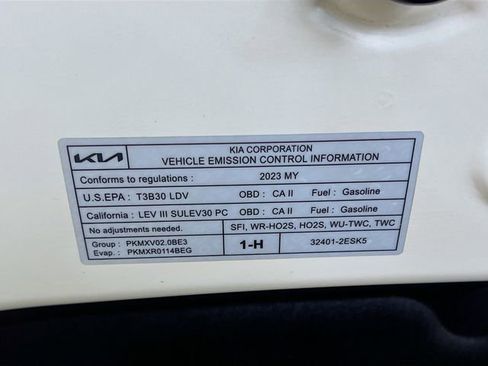 KIA
KIA CORPORATION
VEHICLE EMISSION CONTROL INFORMATION
Conforms to regulations : 2023 MY
U.S.EPA : T3B30 LDV OBD : CA II Fuel : Gasoline
California : LEV III SULEV30 PC OBD : CA II Fuel : Gasoline
No adjustments needed. SFI, WR-HO2S, HO2S, WU-TWC, TWC
Group : PKMXV02.0BE3
Evap. : PKMXR0114BEG
1-H 32401-2ESK5